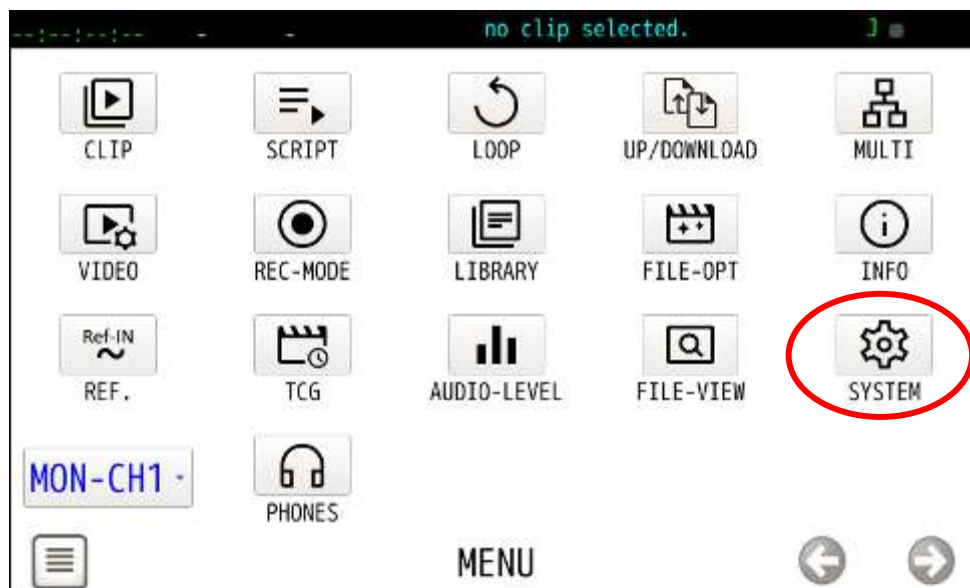 --:--:--:-- - - no clip selected. ]
CLIP SCRIPT LOOP UP/DOWNLOAD MULTI
VIDEO REC-MODE LIBRARY FILE-OPT INFO
Ref-IN
REF. TCG AUDIO-LEVEL FILE-VIEW SYSTEM
MON-CH1
PHONES
MENU